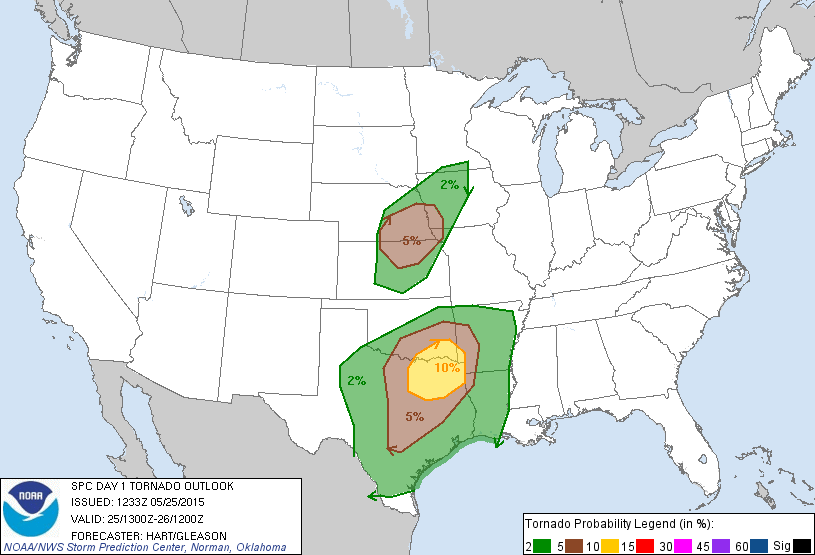 2%
5%
10%
2%
5%
NOAA
SPC DAY 1 TORNADO OUTLOOK
ISSUED: 1233Z 05/25/2015
VALID: 25/1300Z-26/1200Z
FORECASTER: HART/GLEASON
NOAA/NWS Storm Prediction Center, Norman, Oklahoma
Tornado Probability Legend (in %):
2 5 10 15 30 45 60 Sig